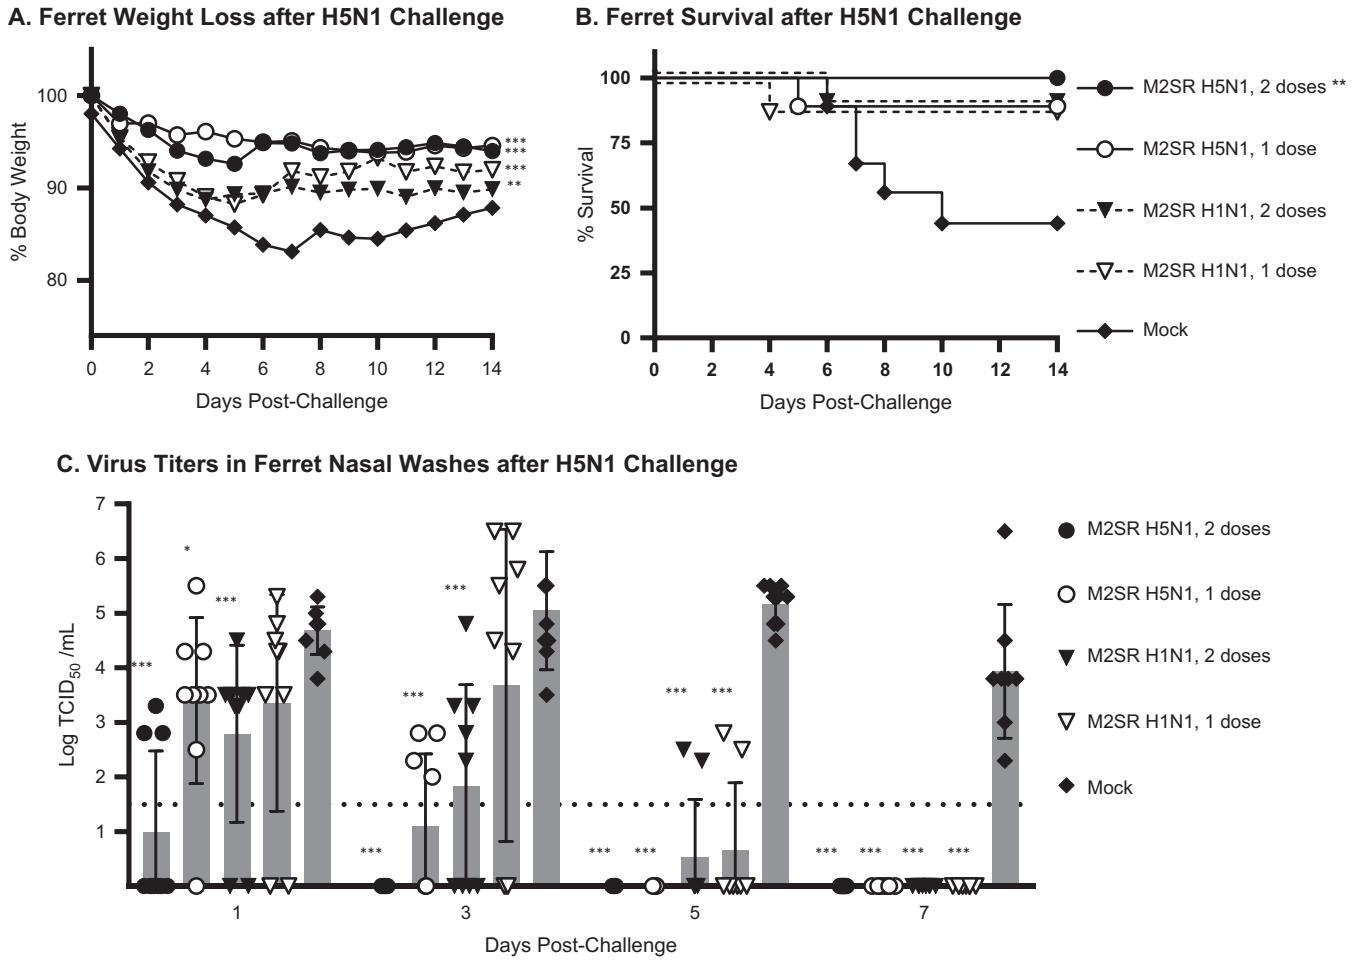 A. Ferret Weight Loss after H5N1 Challenge
B. Ferret Survival after H5N1 Challenge
% Body Weight
100
90
80
***
***
***
**
0 2 4 6 8 10 12 14
Days Post-Challenge
% Survival
100
75
50
25
0
0 2 4 6 8 10 12 14
Days Post-Challenge
M2SR H5N1, 2 doses **
M2SR H5N1, 1 dose
M2SR H1N1, 2 doses
M2SR H1N1, 1 dose
Mock
C. Virus Titers in Ferret Nasal Washes after H5N1 Challenge
Log TCID50 /mL
7
6
5
4
3
2
1
***
*
***
***
***
***
***
***
***
***
***
***
***
***
1 3 5 7
Days Post-Challenge
M2SR H5N1, 2 doses
M2SR H5N1, 1 dose
M2SR H1N1, 2 doses
M2SR H1N1, 1 dose
Mock